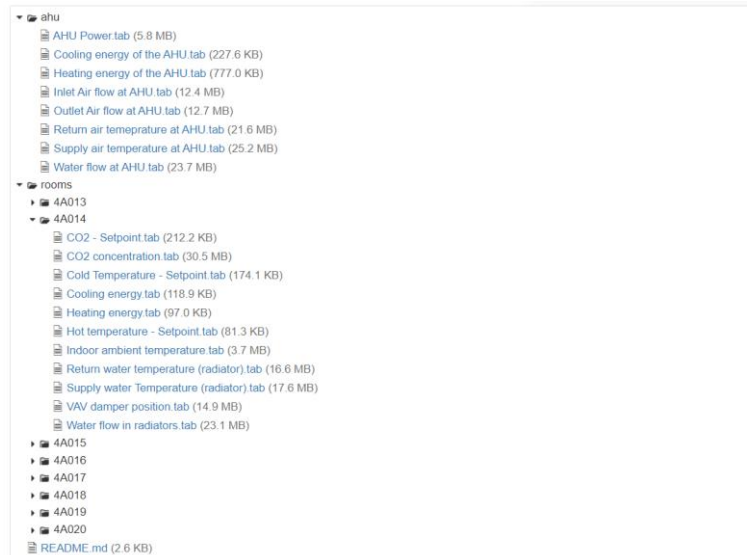 ahu
AHU Power.tab (5.8 MB)
Cooling energy of the AHU.tab (227.6 KB)
Heating energy of the AHU.tab (777.0 KB)
Inlet Air flow at AHU.tab (12.4 MB)
Outlet Air flow at AHU.tab (12.7 MB)
Return air temeprature at AHU.tab (21.6 MB)
Supply air temperature at AHU.tab (25.2 MB)
Water flow at AHU.tab (23.7 MB)
rooms
4A013
4A014
CO2 - Setpoint.tab (212.2 KB)
CO2 concentration.tab (30.5 MB)
Cold Temperature - Setpoint.tab (174.1 KB)
Cooling energy.tab (118.9 KB)
Heating energy.tab (97.0 KB)
Hot temperature - Setpoint.tab (81.3 KB)
Indoor ambient temperature.tab (3.7 MB)
Return water temperature (radiator).tab (16.6 MB)
Supply water Temperature (radiator).tab (17.6 MB)
VAV damper position.tab (14.9 MB)
Water flow in radiators.tab (23.1 MB)
4A015
4A016
4A017
4A018
4A019
4A020
README.md (2.6 KB)